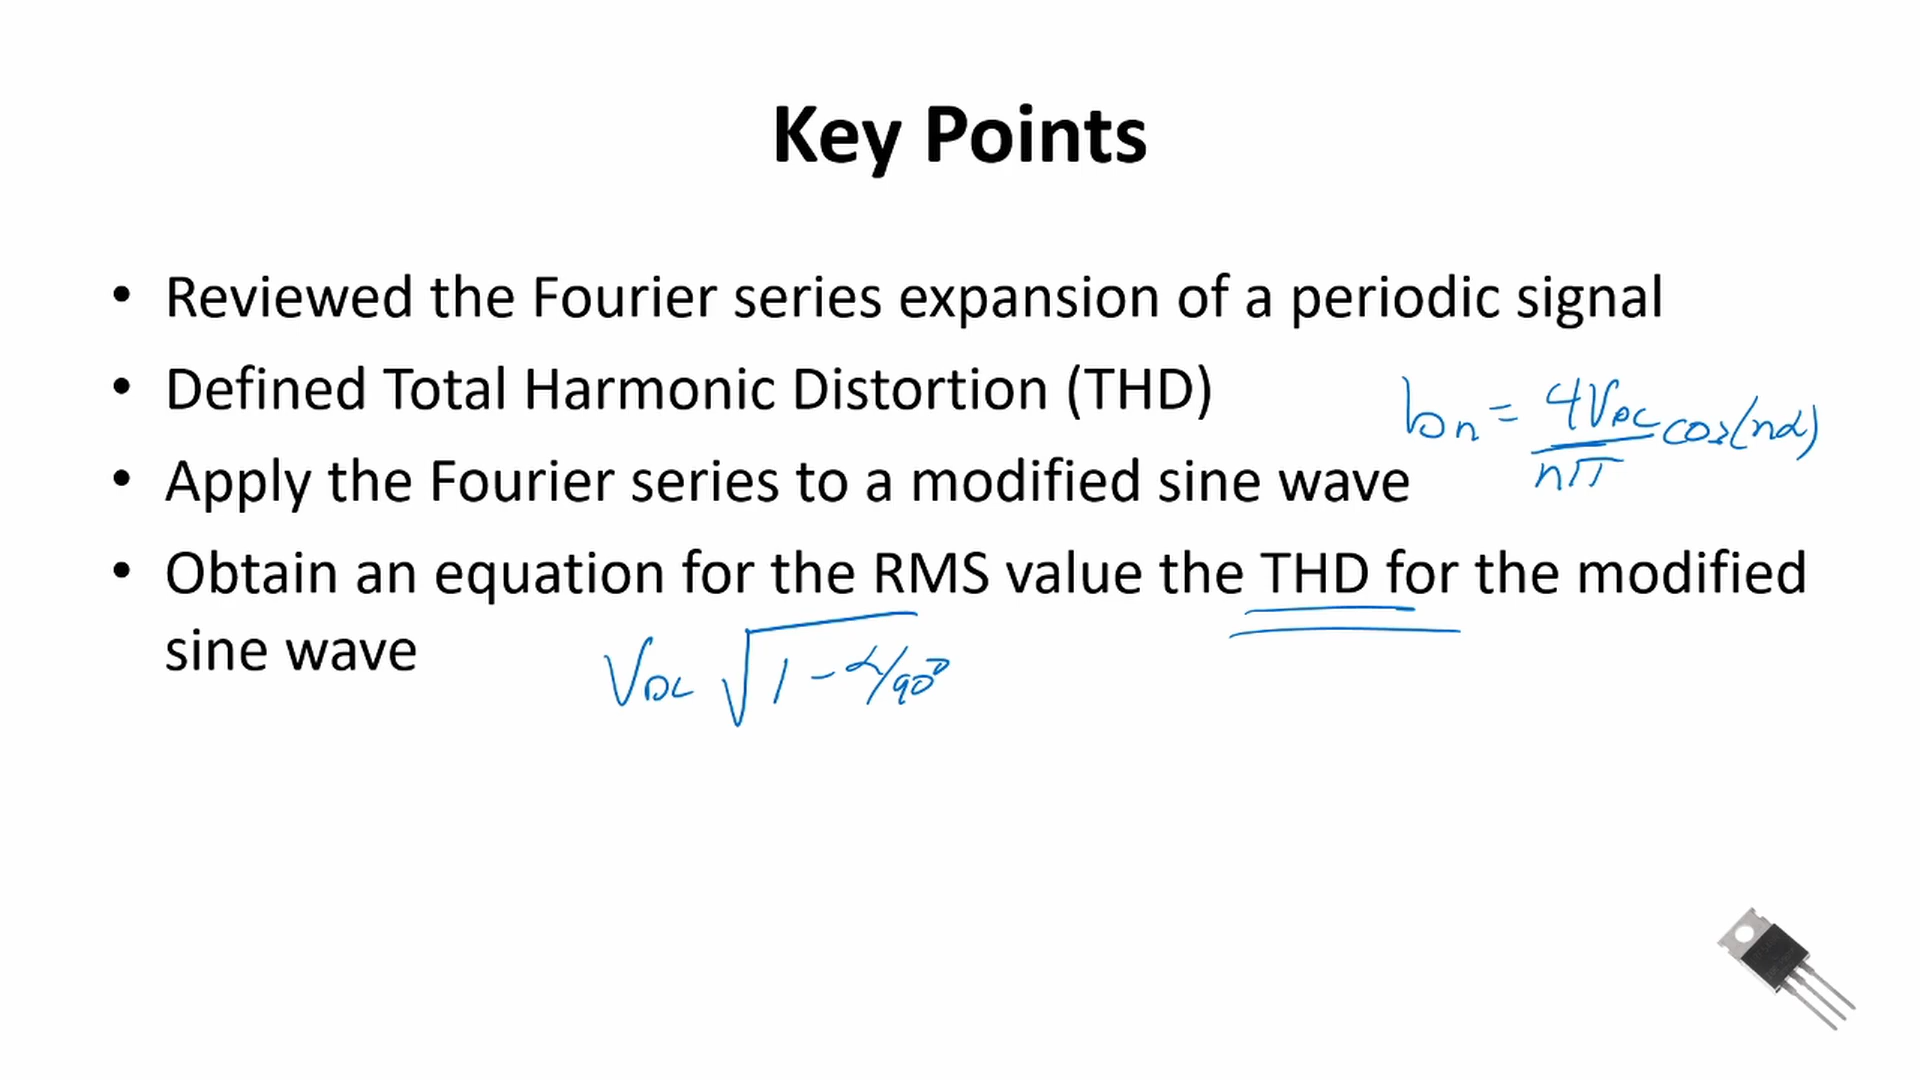 Key Points
• Reviewed the Fourier series expansion of a periodic signal
• Defined Total Harmonic Distortion (THD)
bn = 4VDC/nπ cos(nα)
• Apply the Fourier series to a modified sine wave
• Obtain an equation for the RMS value the THD for the modified
sine wave
VDC √1 - α/90°